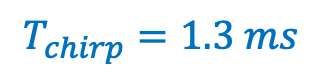 T_chirp = 1.3 ms